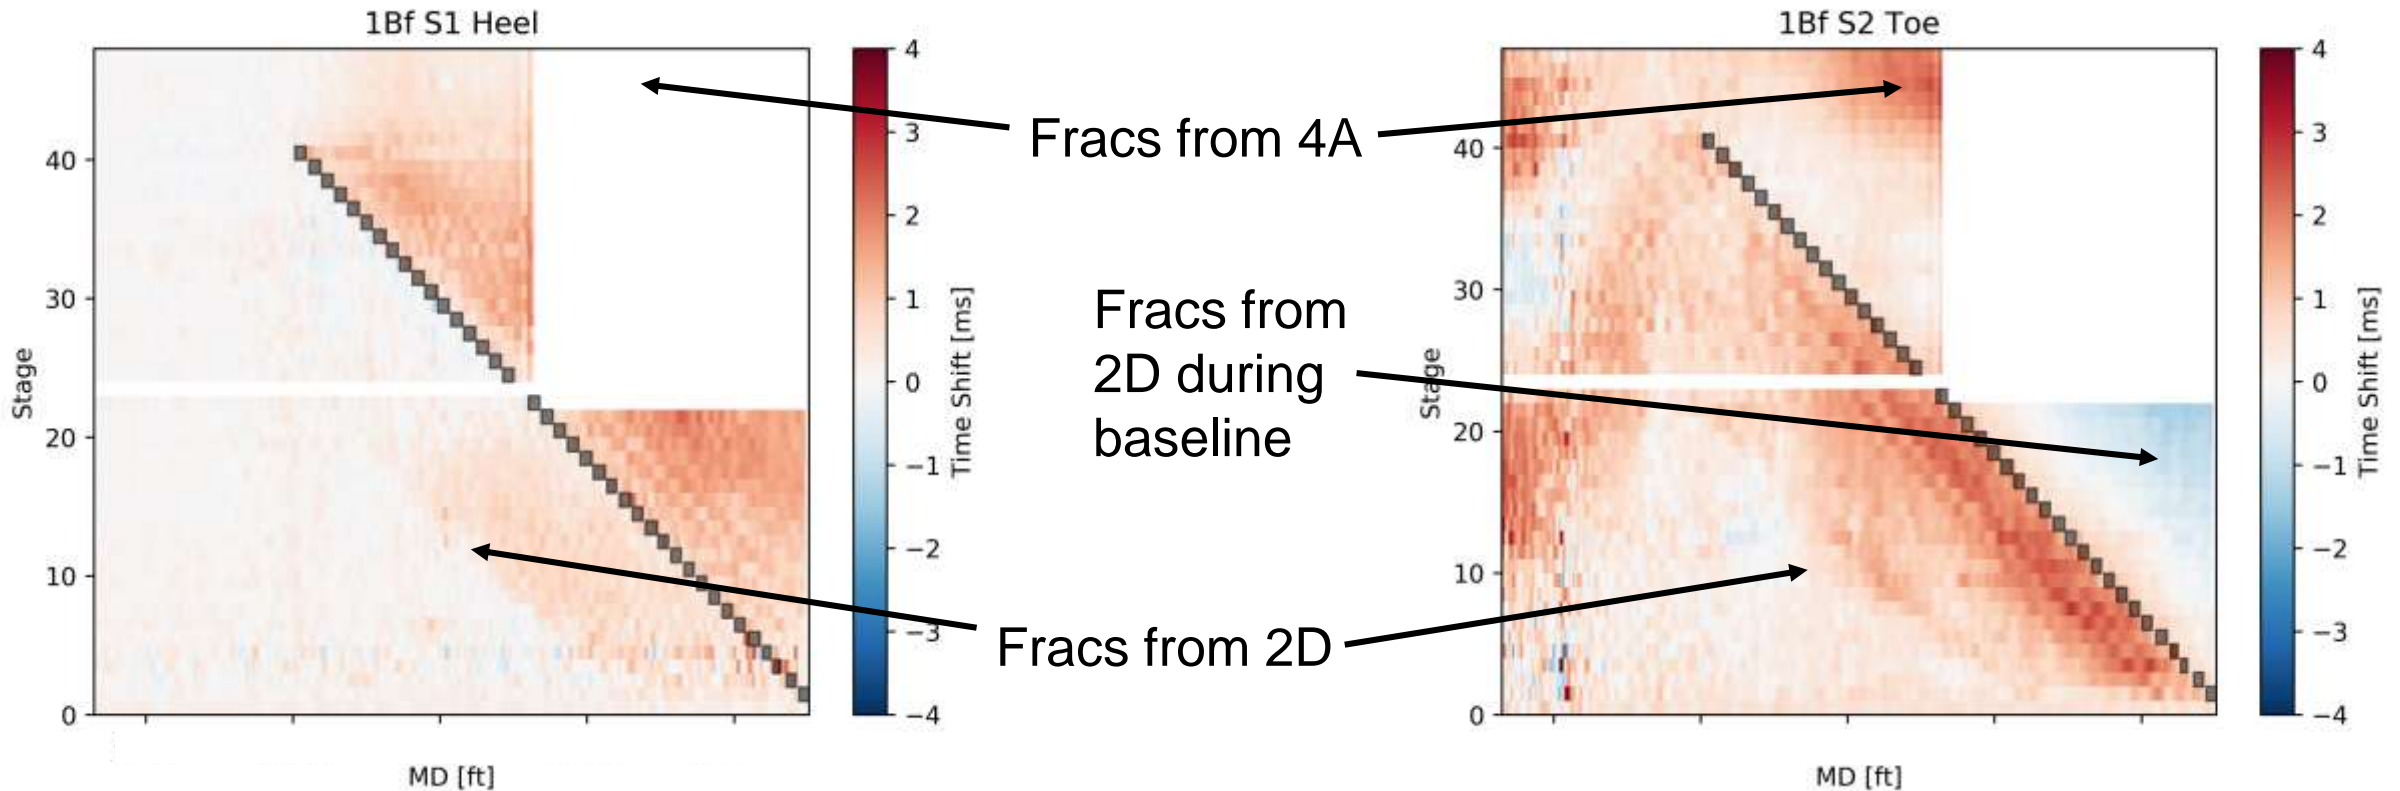 1Bf S1 Heel
4
3
2
1
0
−1
−2
−3
−4
Time Shift [ms]
40
30
20
10
0
Stage
MD [ft]
Fracs from 4A
Fracs from
2D during
baseline
Fracs from 2D
1Bf S2 Toe
4
3
2
1
0
−1
−2
−3
−4
Time Shift [ms]
40
30
20
10
0
Stage
MD [ft]